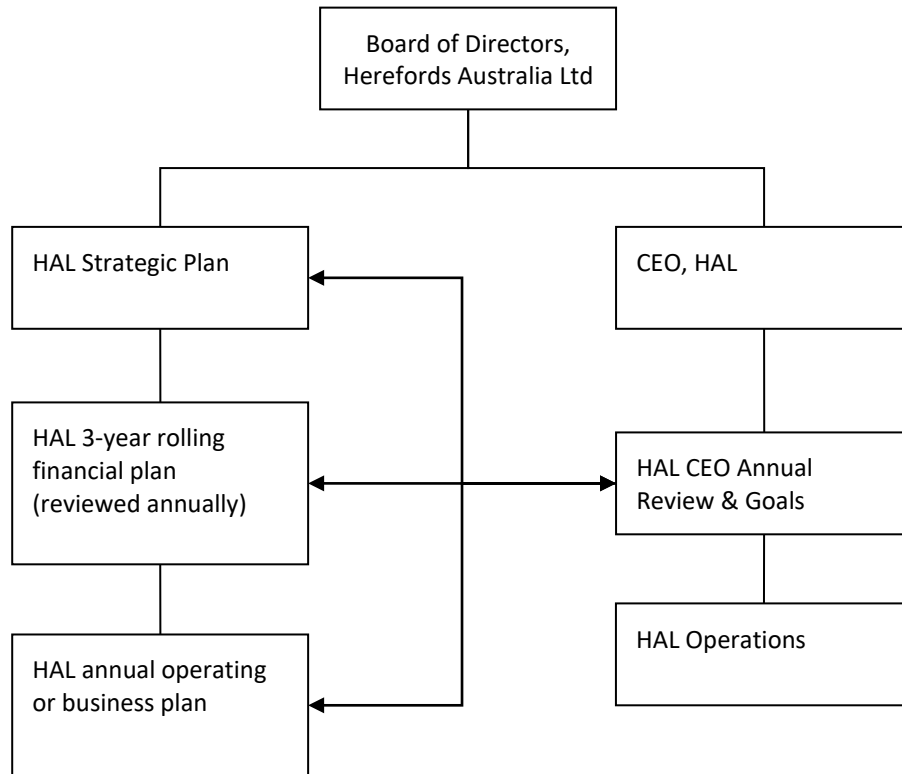 Board of Directors,
Herefords Australia Ltd
HAL Strategic Plan
CEO, HAL
HAL 3-year rolling
financial plan
(reviewed annually)
HAL CEO Annual
Review & Goals
HAL annual operating
or business plan
HAL Operations